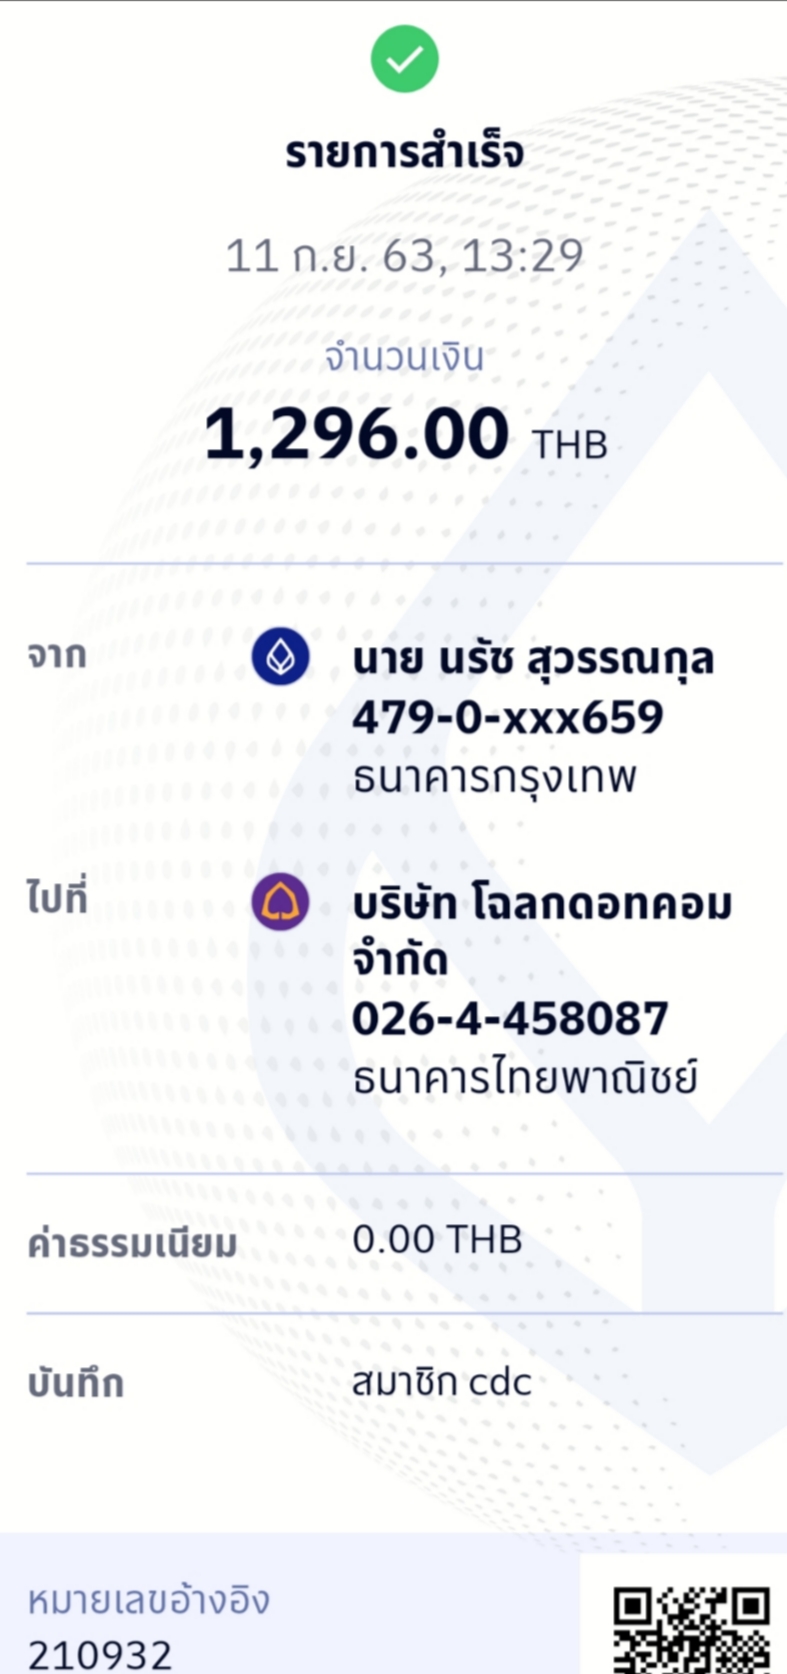 รายการสำเร็จ
11 ก.ย. 63, 13:29
จำนวนเงิน
1,296.00 THB
จาก
นาย นรัช สุวรรณกุล
479-0-xxx659
ธนาคารกรุงเทพ
ไปที่
บริษัท โฉลกดอทคอม
จำกัด
026-4-458087
ธนาคารไทยพาณิชย์
ค่าธรรมเนียม 0.00 THB
บันทึก สมาชิก cdc
หมายเลขอ้างอิง
210932